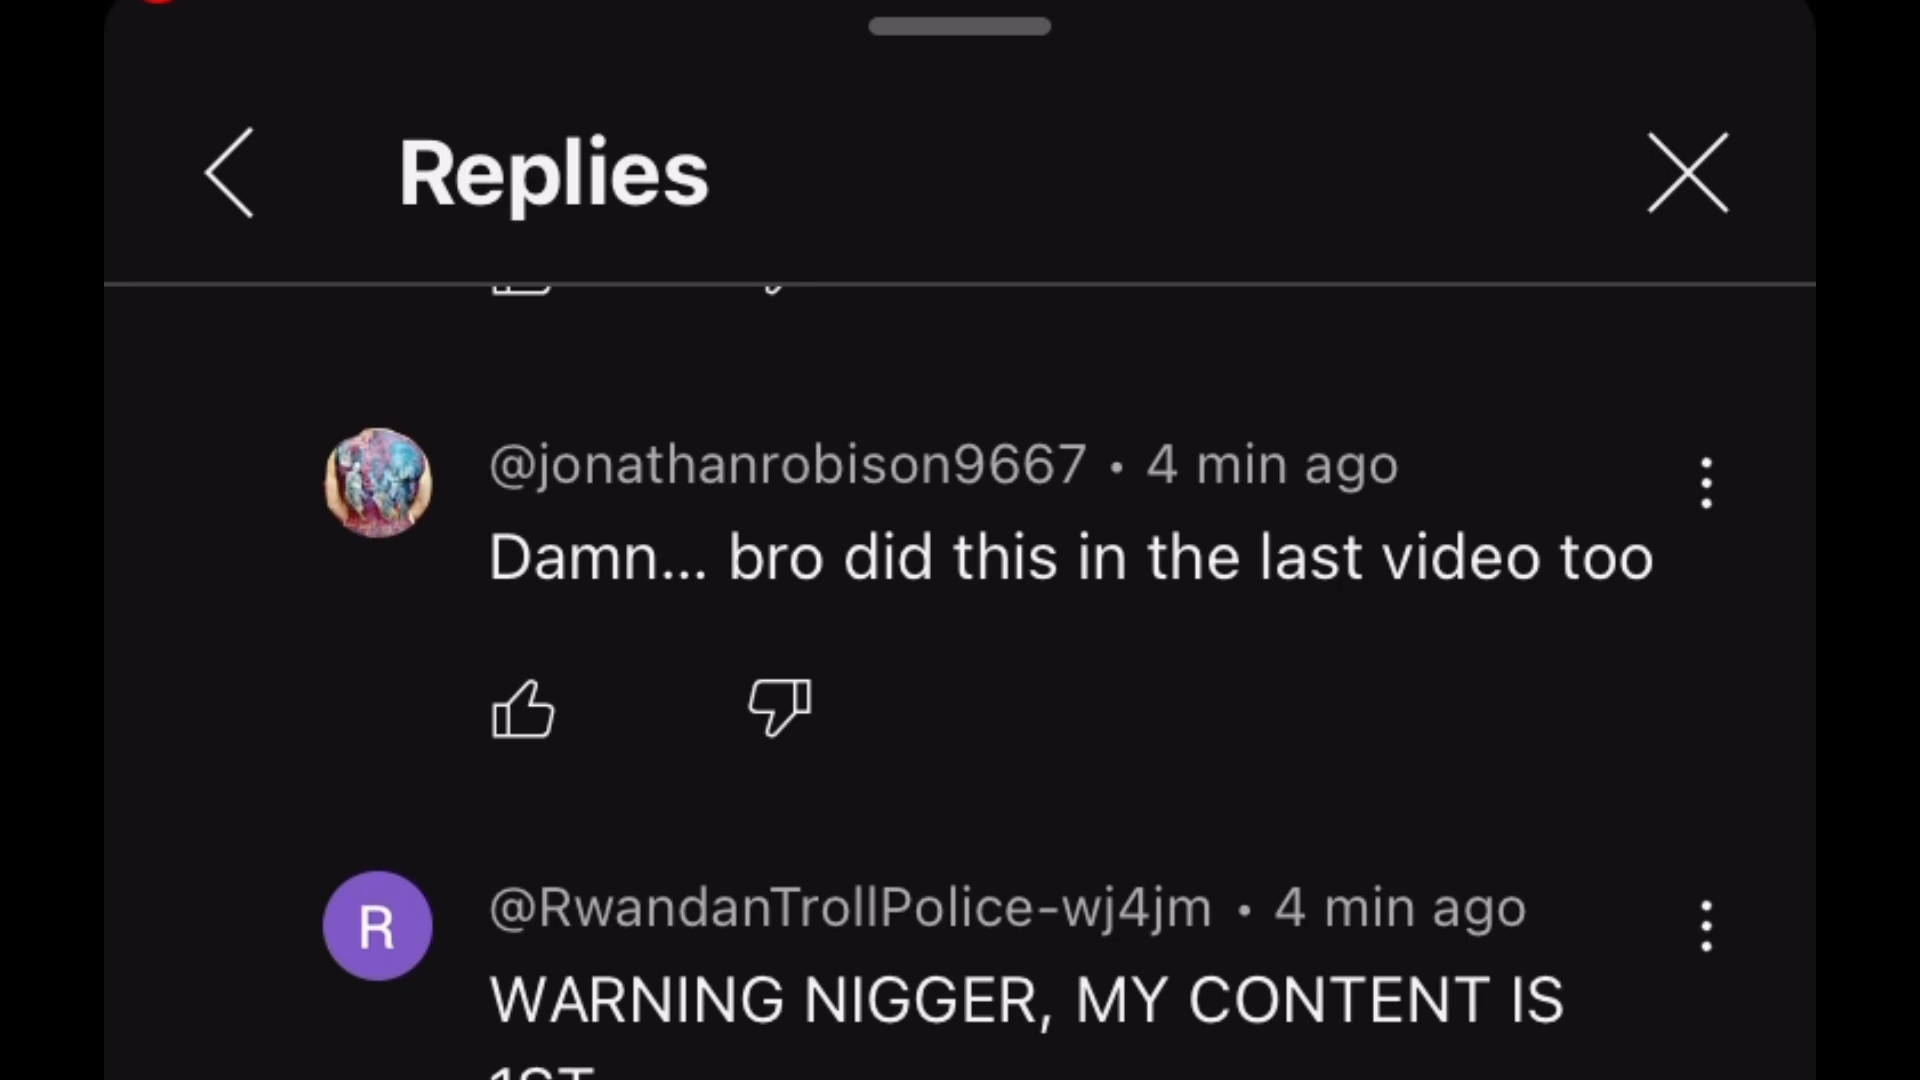 Replies
@jonathanrobison9667 • 4 min ago
Damn... bro did this in the last video too
R
@RwandanTrollPolice-wj4jm • 4 min ago
WARNING NIGGER, MY CONTENT IS
1ST